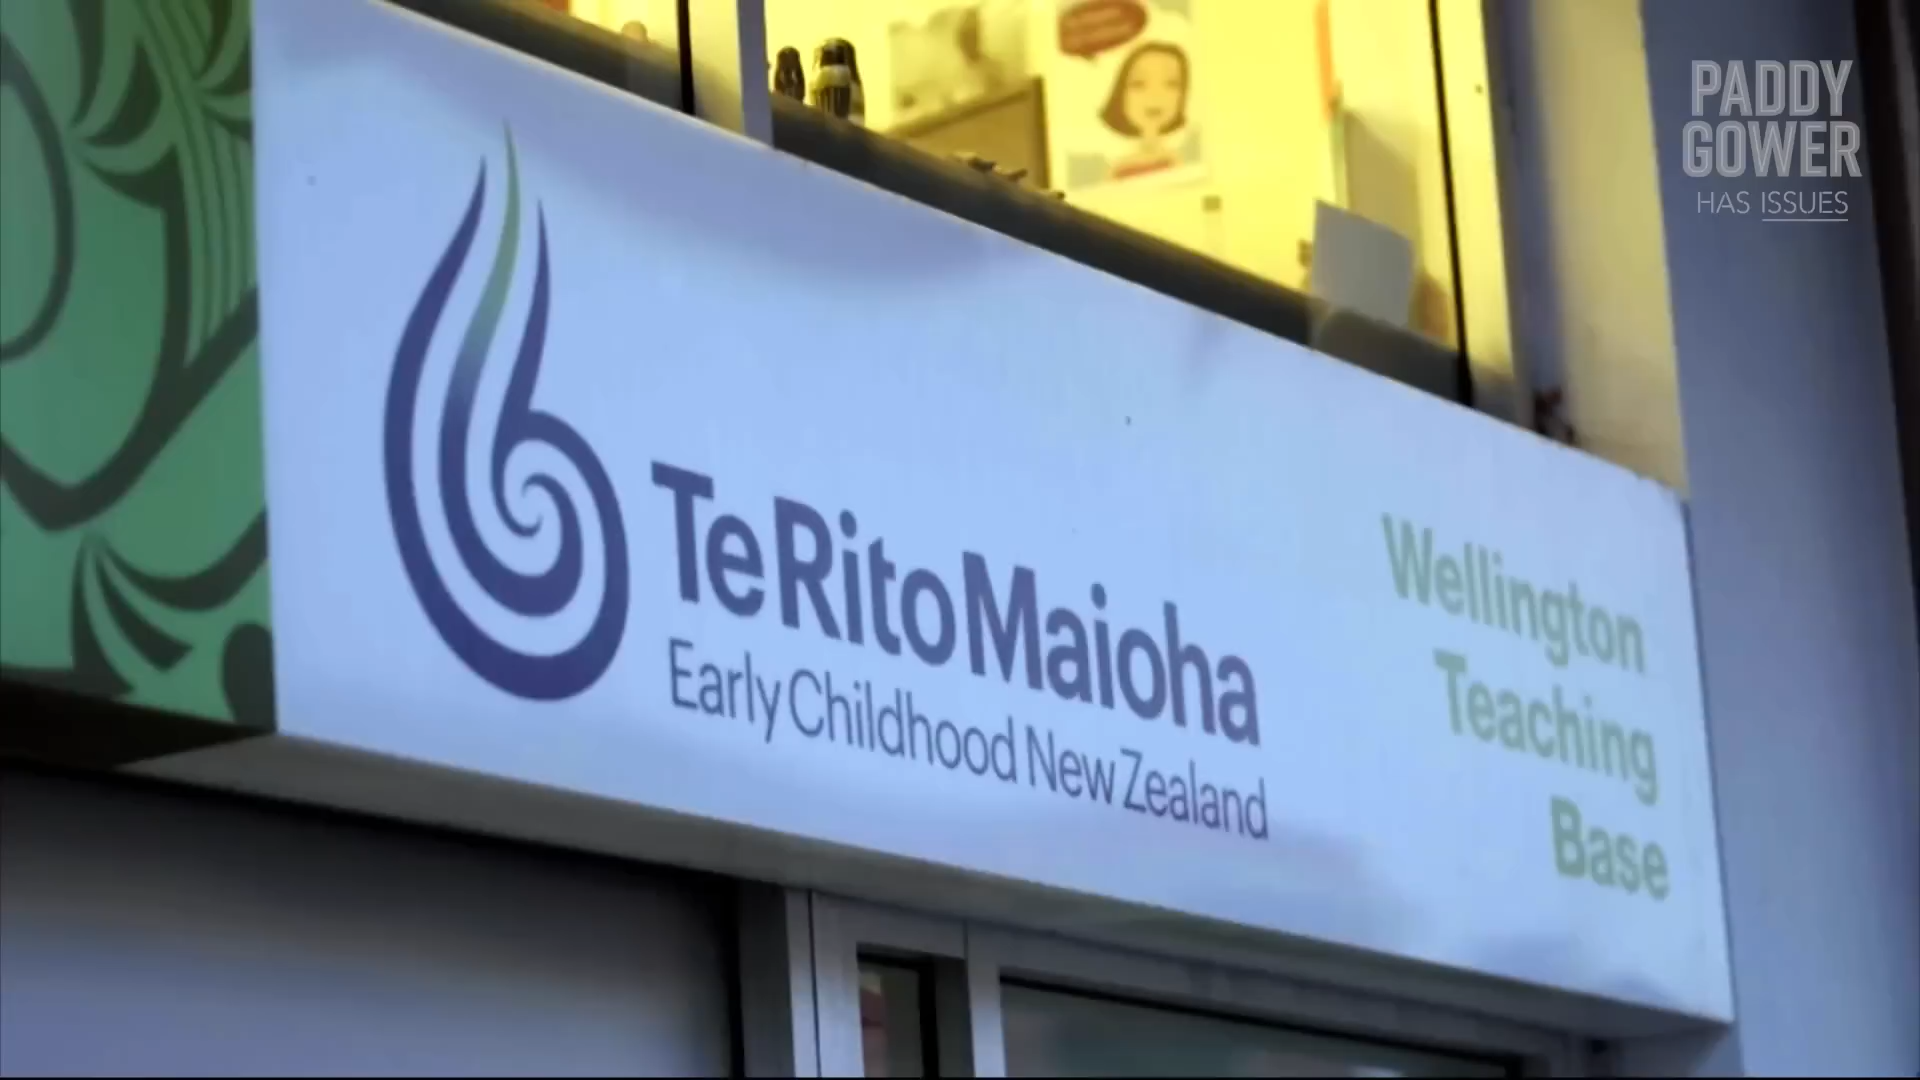 PADDY
GOWER
HAS ISSUES
Te Rito Maioha
Early Childhood New Zealand
Wellington
Teaching
Base